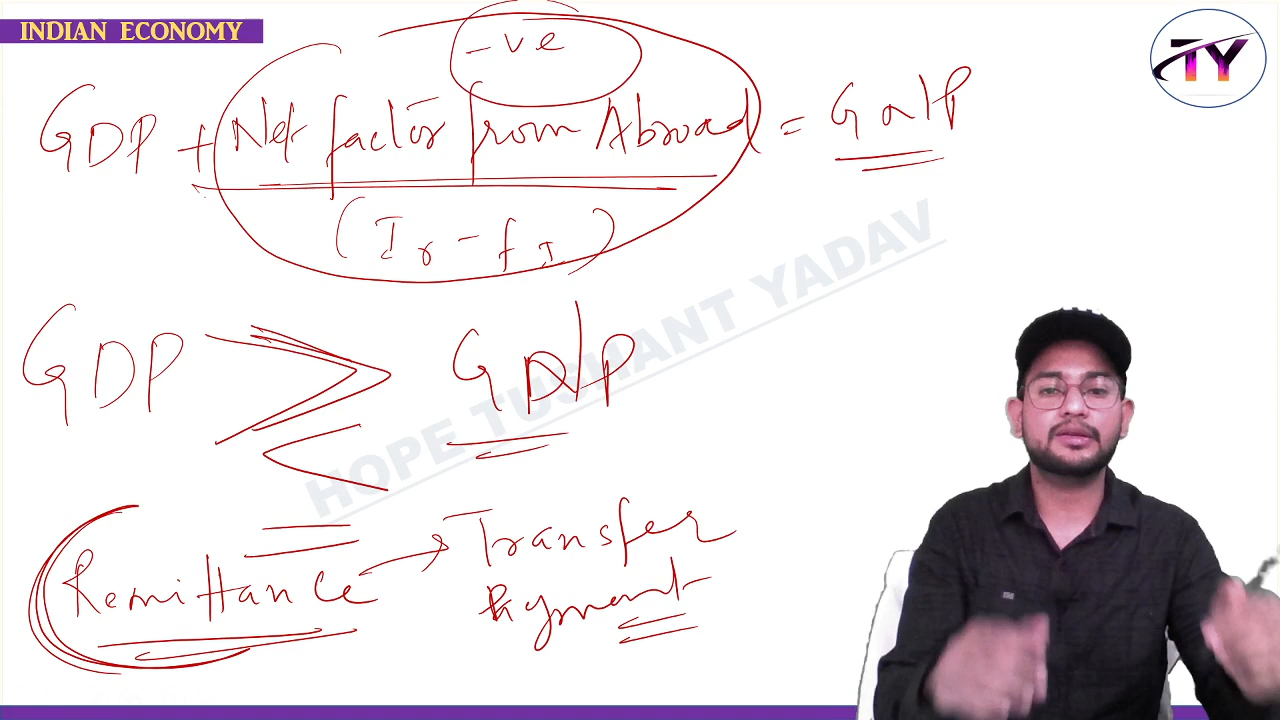 INDIAN ECONOMY
TY
-ve
GDP + Net factor from Abroad = GNP
(Ir - fI)
GDP > GNP
<
=
Remittance → Transfer
Payment
HOPE TUSHANT YADAV